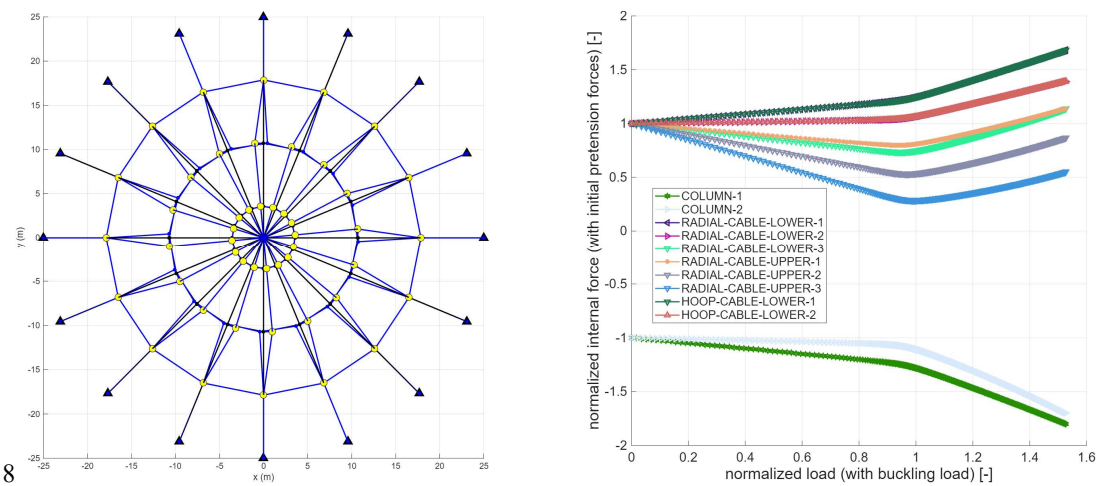 25
20
15
10
5
0
-5
-10
-15
-20
-25
y (m)
-25 -20 -15 -10 -5 0 5 10 15 20 25
x (m)
8
2
1.5
1
0.5
0
-0.5
-1
-1.5
-2
normalized internal force (with initial pretension forces) [-]
COLUMN-1
COLUMN-2
RADIAL-CABLE-LOWER-1
RADIAL-CABLE-LOWER-2
RADIAL-CABLE-LOWER-3
RADIAL-CABLE-UPPER-1
RADIAL-CABLE-UPPER-2
RADIAL-CABLE-UPPER-3
HOOP-CABLE-LOWER-1
HOOP-CABLE-LOWER-2
0 0.2 0.4 0.6 0.8 1 1.2 1.4 1.6
normalized load (with buckling load) [-]